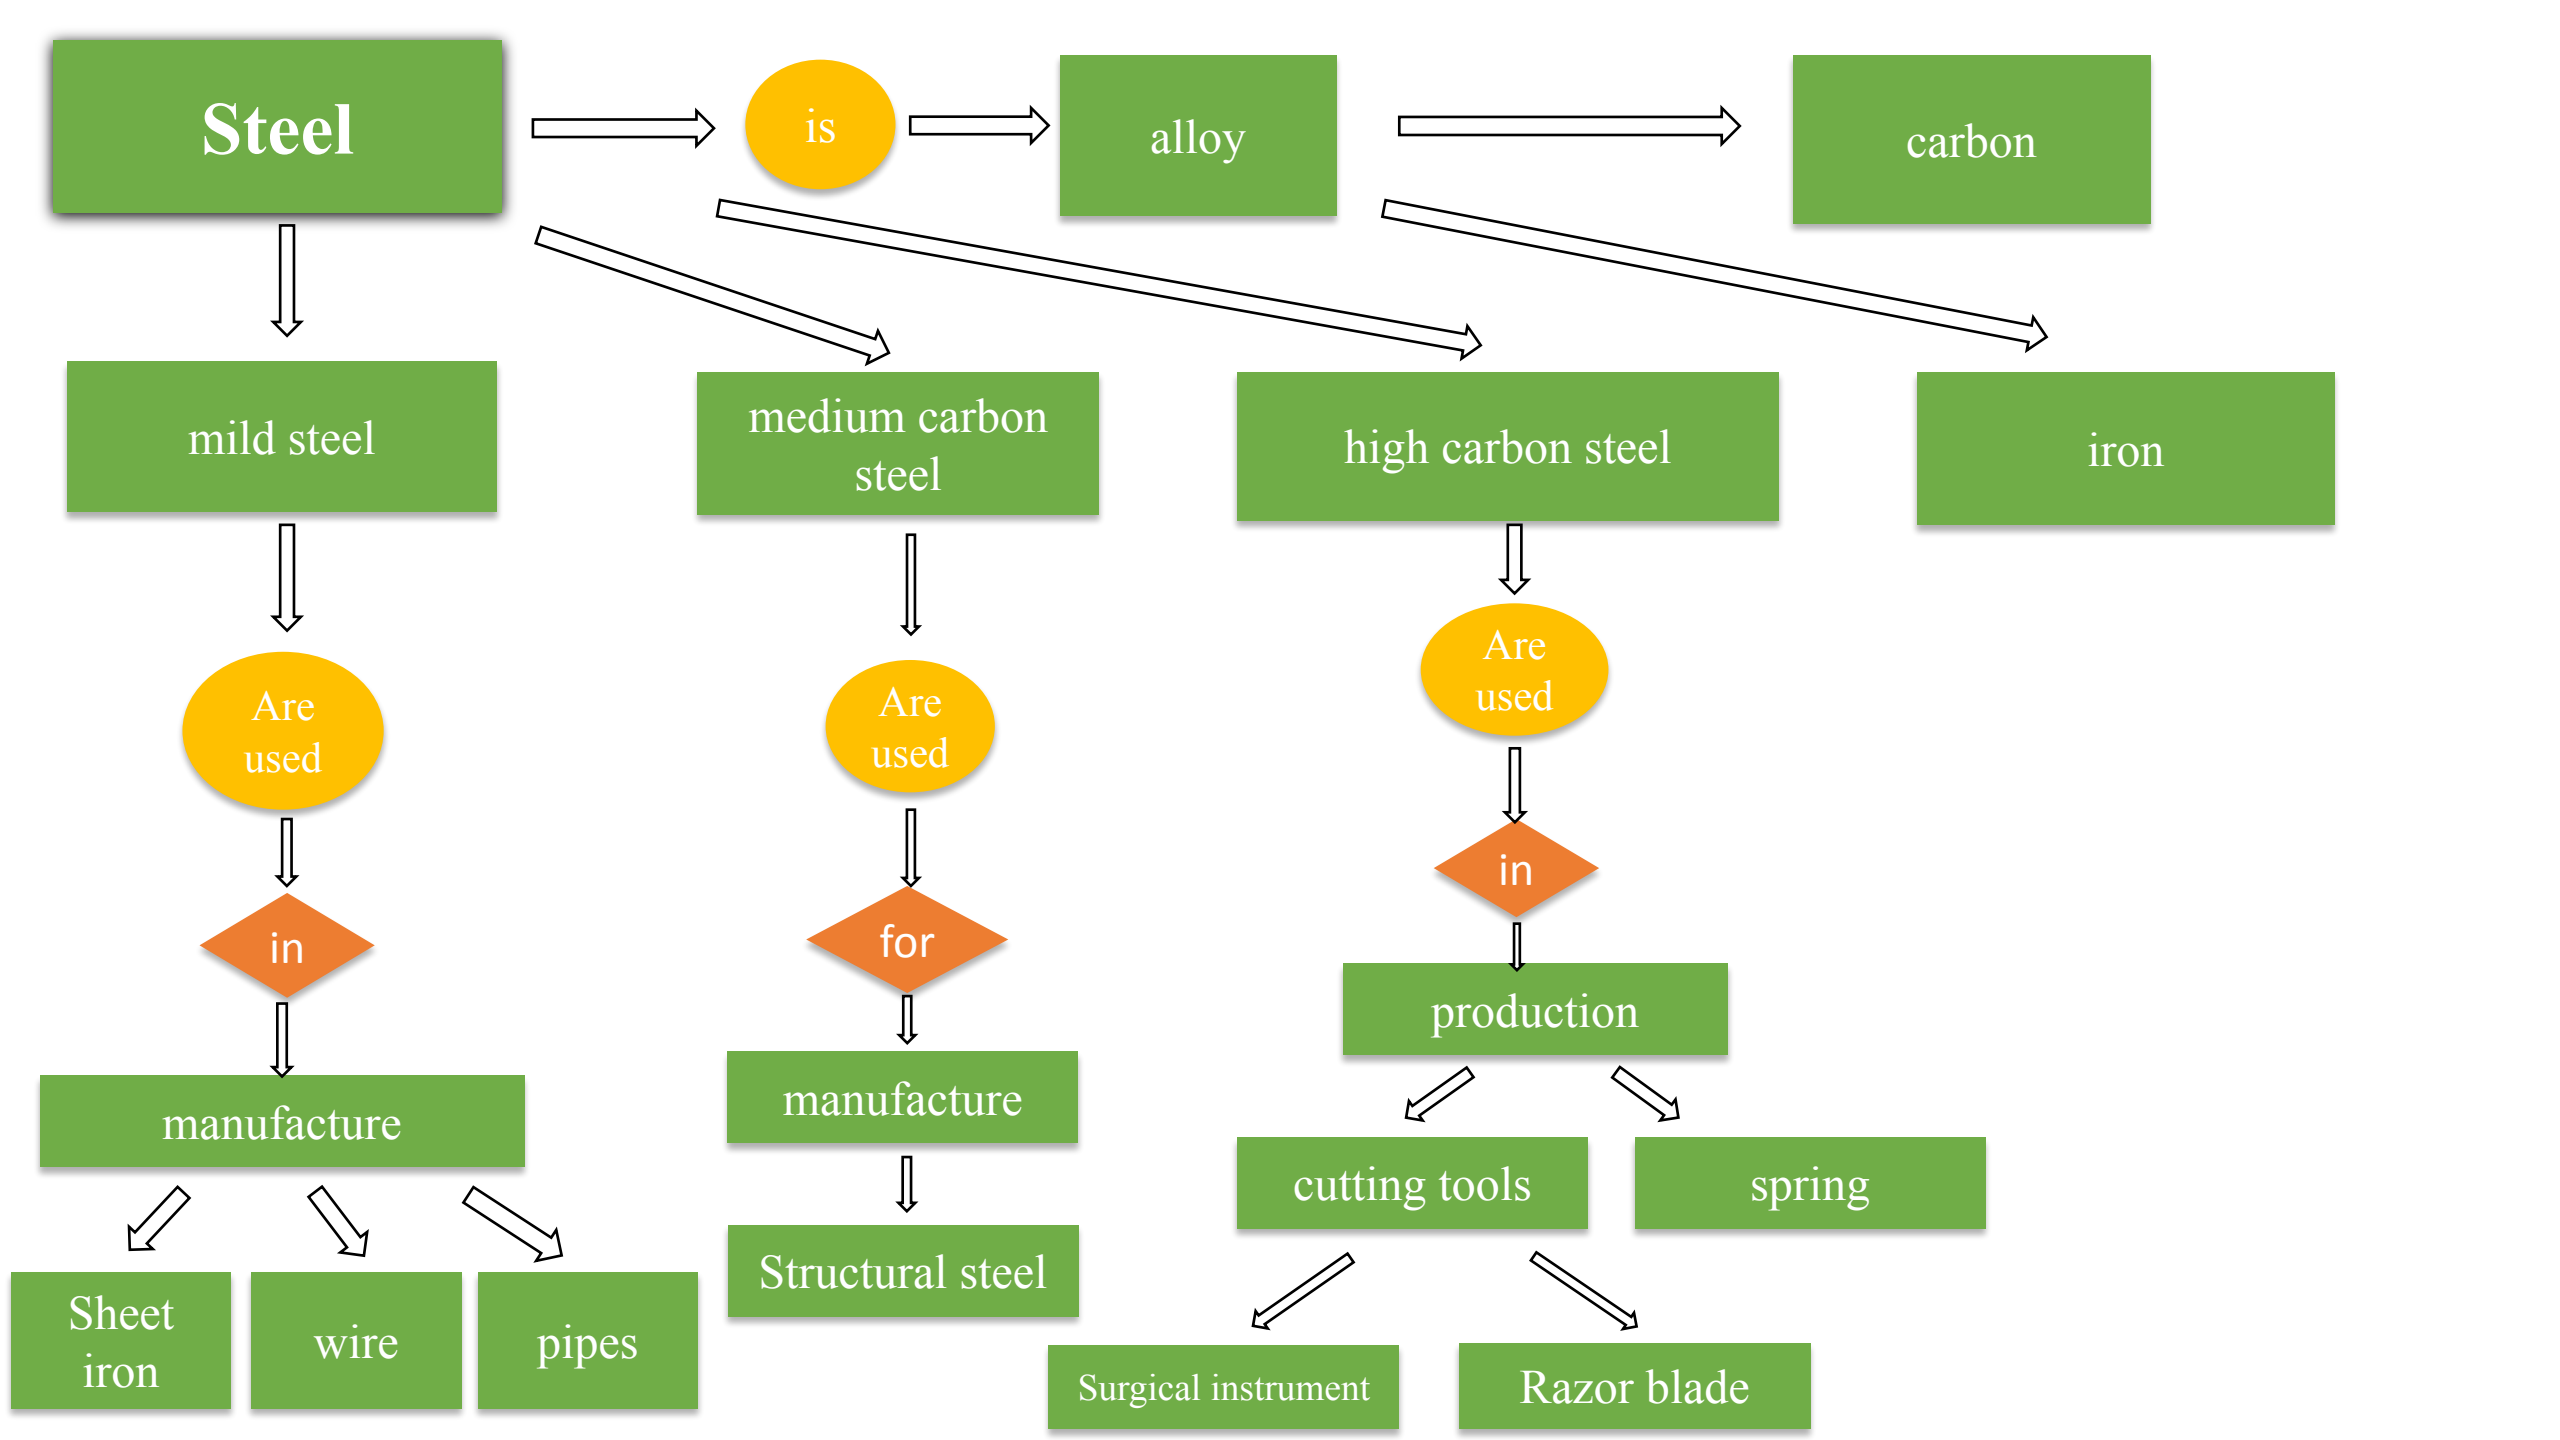 Steel
is
alloy
carbon
mild steel
medium carbon
steel
high carbon steel
iron
Are
used
Are
used
Are
used
in
for
in
manufacture
manufacture
production
Structural steel
cutting tools
spring
Sheet
iron
wire
pipes
Surgical instrument
Razor blade